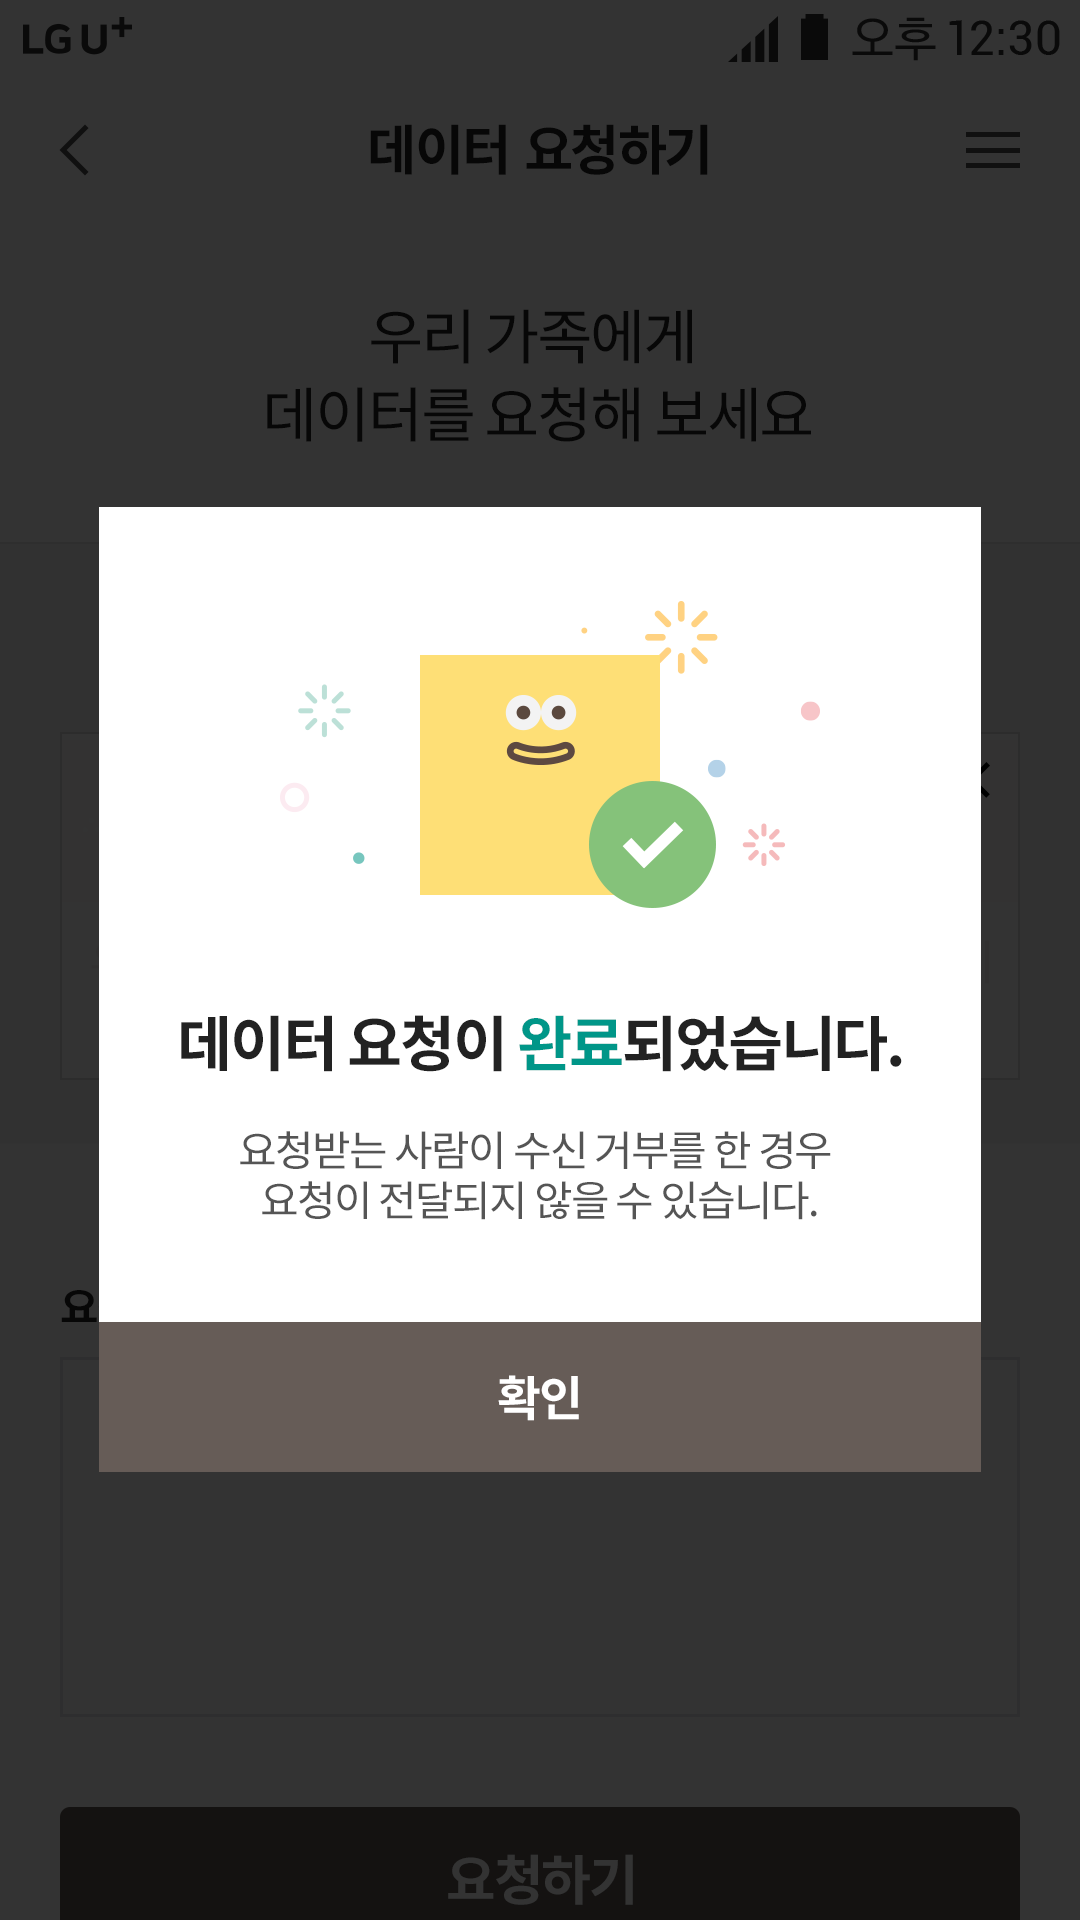 LG U+ 오후 12:30
데이터 요청하기
우리 가족에게
데이터를 요청해 보세요
데이터 요청이 완료되었습니다.
요청받는 사람이 수신 거부를 한 경우
요청이 전달되지 않을 수 있습니다.
요
확인
요청하기